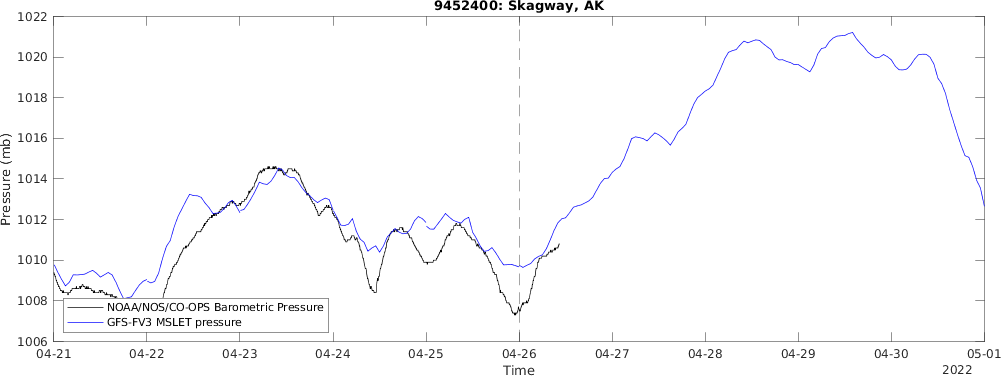 9452400: Skagway, AK
Pressure (mb)
1022
1020
1018
1016
1014
1012
1010
1008
1006
NOAA/NOS/CO-OPS Barometric Pressure
GFS-FV3 MSLET pressure
04-21 04-22 04-23 04-24 04-25 04-26 04-27 04-28 04-29 04-30 05-01
Time
2022